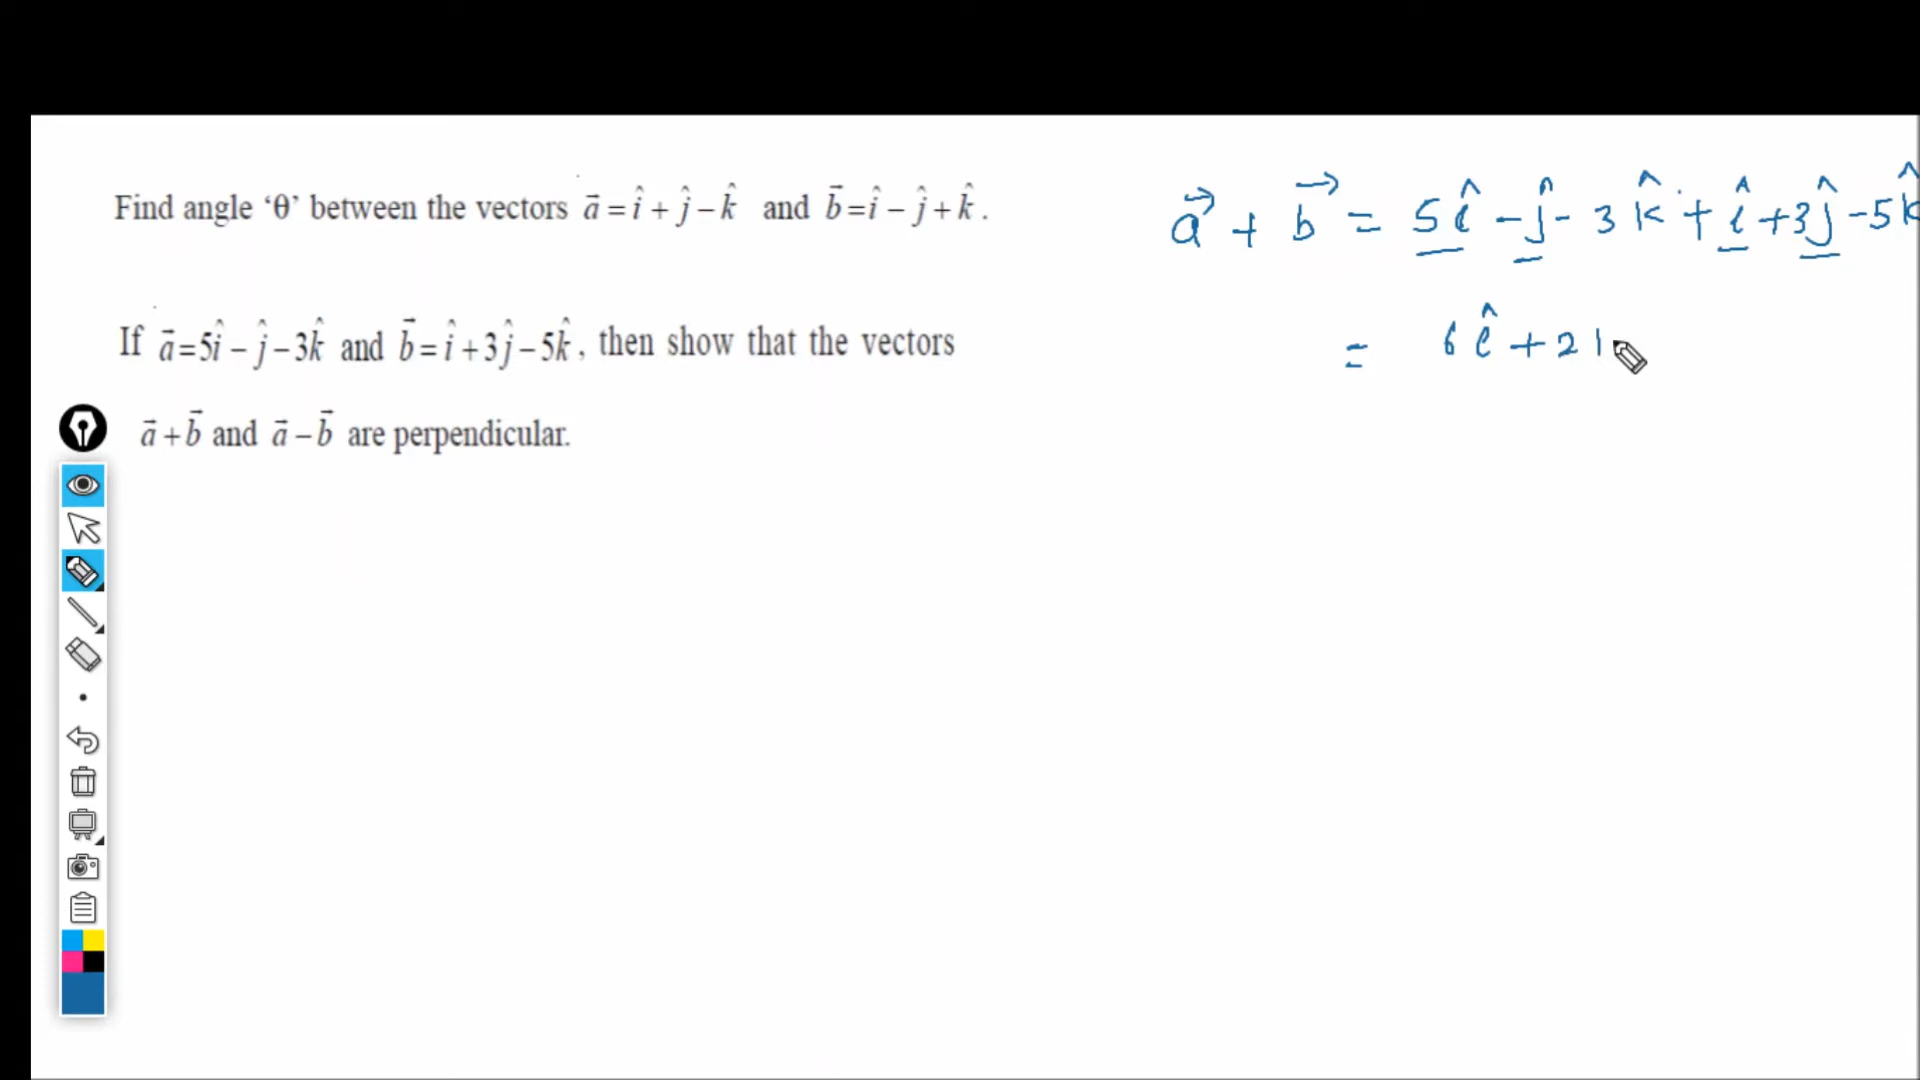 Find angle ‘θ’ between the vectors a⃗ = î + ĵ − k̂ and b⃗ = î − ĵ + k̂ .
If a⃗ = 5î − ĵ − 3k̂ and b⃗ = î + 3ĵ − 5k̂ , then show that the vectors
a⃗ + b⃗ and a⃗ − b⃗ are perpendicular.
a⃗ + b⃗ = 5î − ĵ − 3k̂ + î + 3ĵ − 5k̂
= 6î + 2